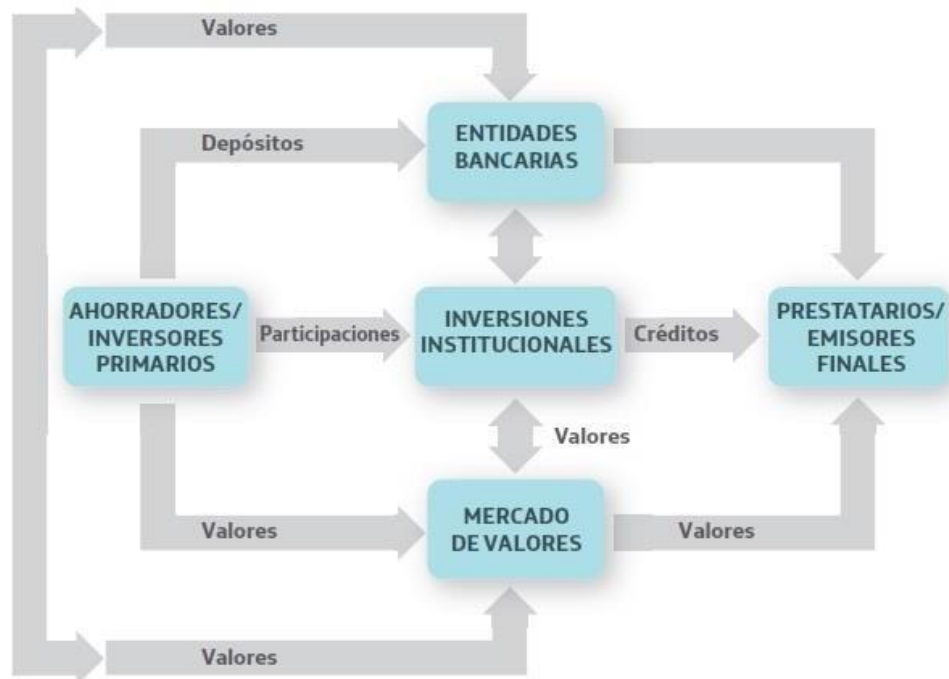 Valores
Depósitos
ENTIDADES
BANCARIAS
AHORRADORES/
INVERSORES
PRIMARIOS
Participaciones
INVERSIONES
INSTITUCIONALES
Créditos
PRESTATARIOS/
EMISORES
FINALES
Valores
Valores
MERCADO
DE VALORES
Valores
Valores